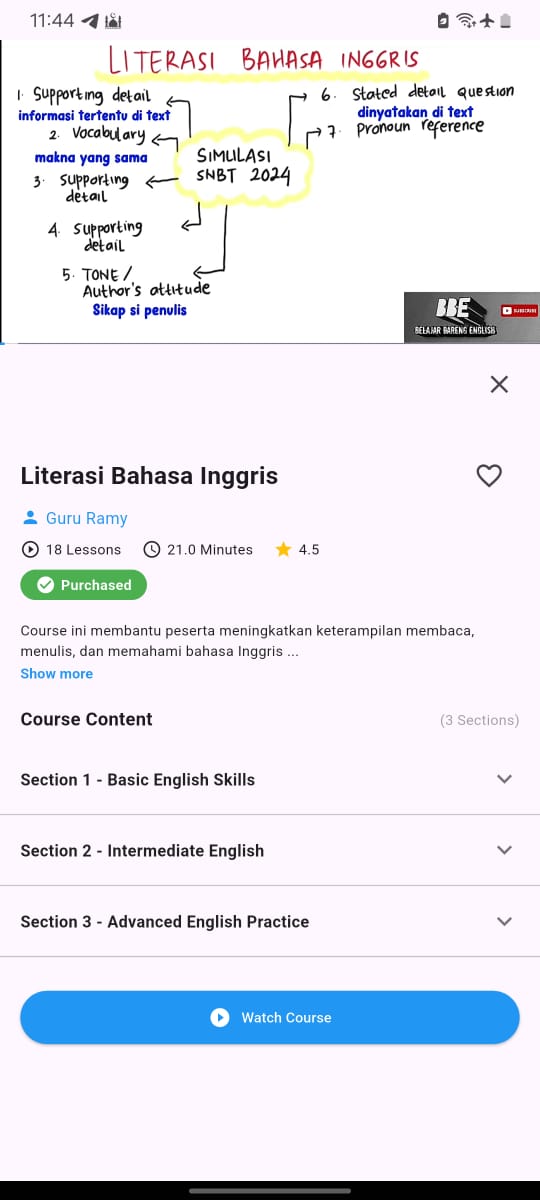 11:44
LITERASI BAHASA INGGRIS
1. Supporting detail
informasi tertentu di text
2. Vocabulary
makna yang sama
3. Supporting
detail
4. Supporting
detail
5. TONE /
Author's attitude
Sikap si penulis
SIMULASI
SNBT 2024
6. Stated detail question
dinyatakan di text
7. Pronoun reference
BBE
BELAJAR BARENG ENGLISH
SUBSCRIBE
Literasi Bahasa Inggris
Guru Ramy
18 Lessons 21.0 Minutes 4.5
Purchased
Course ini membantu peserta meningkatkan keterampilan membaca,
menulis, dan memahami bahasa Inggris ...
Show more
Course Content (3 Sections)
Section 1 - Basic English Skills
Section 2 - Intermediate English
Section 3 - Advanced English Practice
Watch Course